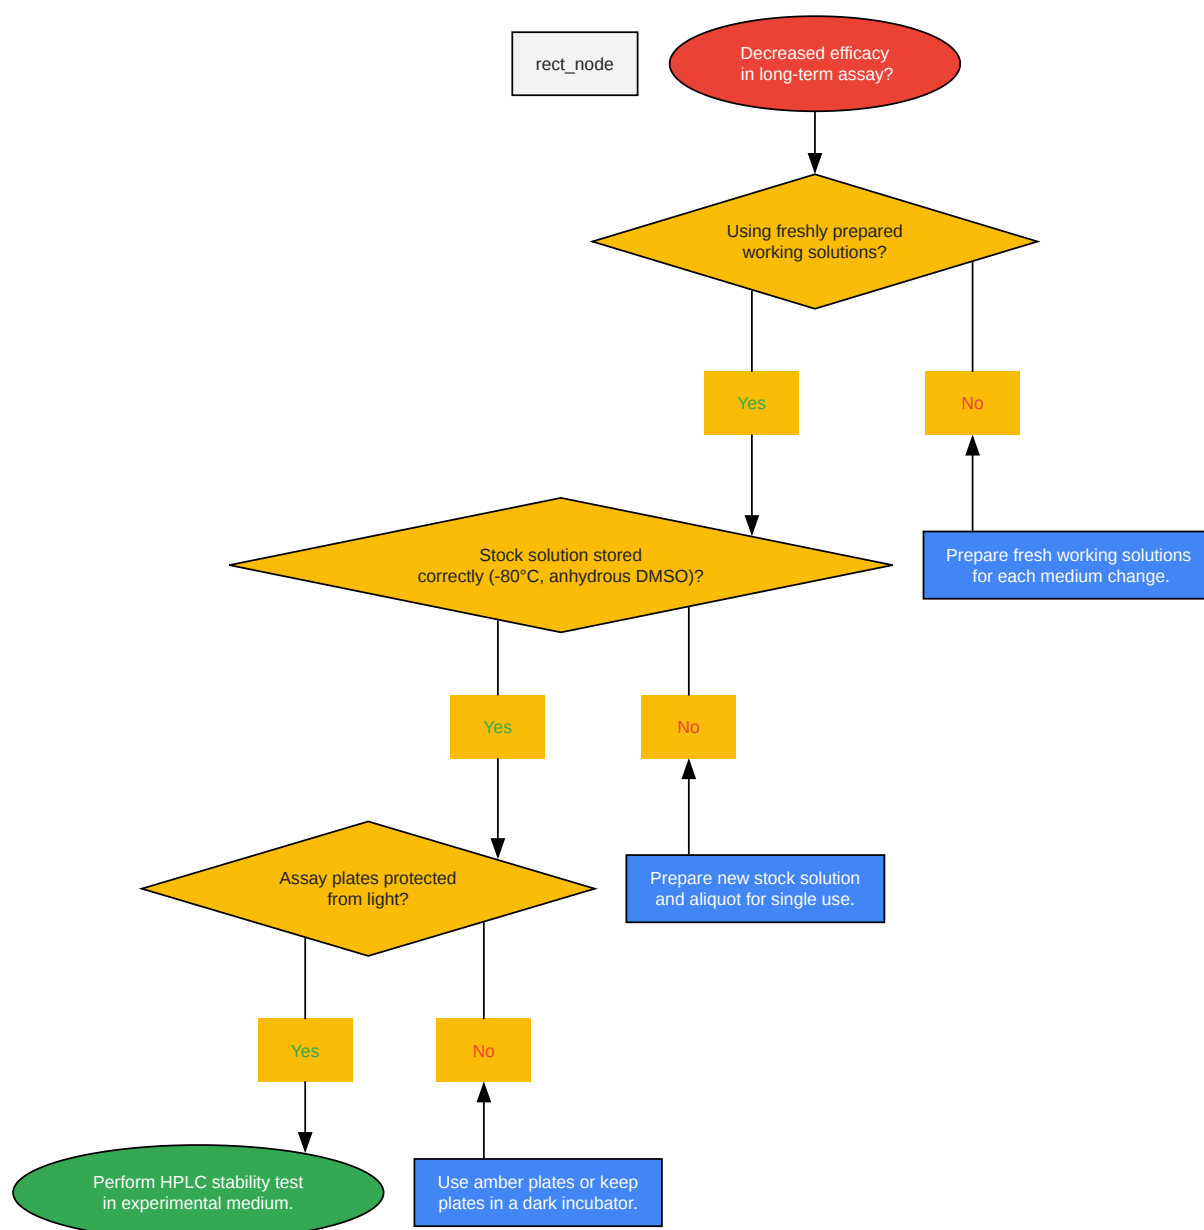 rect_node
Decreased efficacy
in long-term assay?
Using freshly prepared
working solutions?
Yes
No
Stock solution stored
correctly (-80°C, anhydrous DMSO)?
Prepare fresh working solutions
for each medium change.
Yes
No
Assay plates protected
from light?
Prepare new stock solution
and aliquot for single use.
Yes
No
Perform HPLC stability test
in experimental medium.
Use amber plates or keep
plates in a dark incubator.